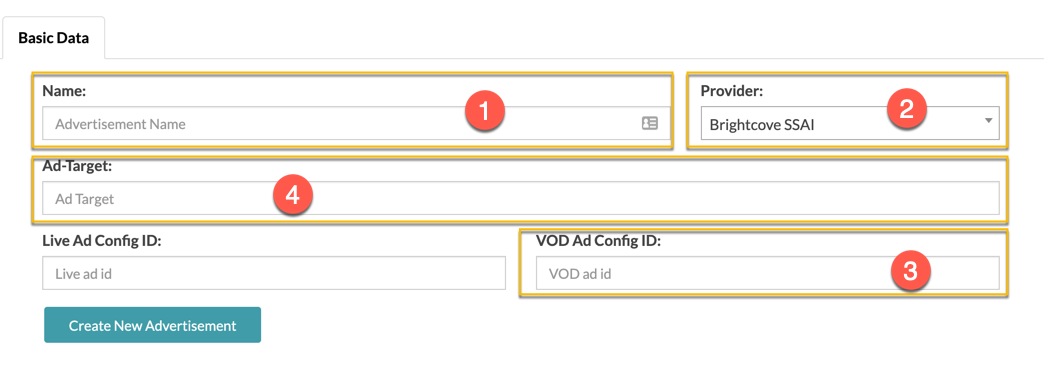 Basic Data
Name:
Provider:
Advertisement Name
1
Brightcove SSAI
2
Ad-Target:
Ad Target
4
Live Ad Config ID:
VOD Ad Config ID:
Live ad id
VOD ad id
3
Create New Advertisement